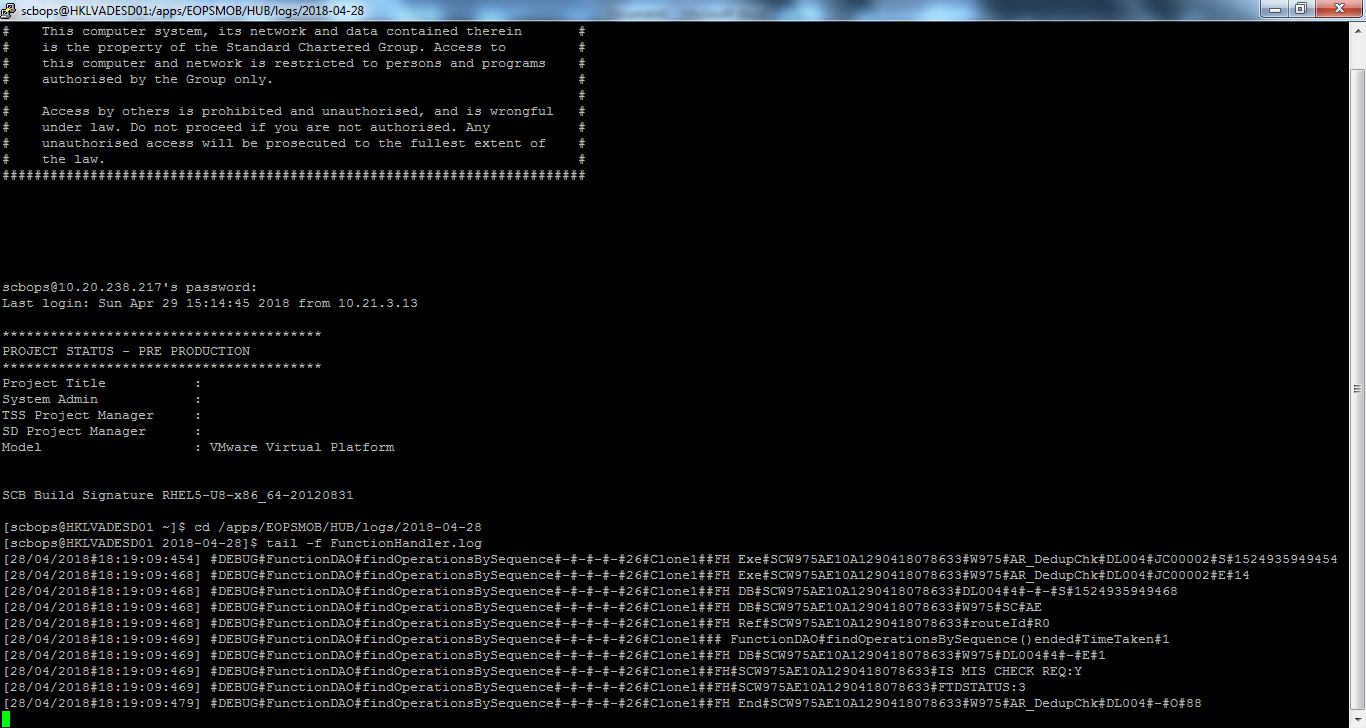 scbops@HKLVADESD01:/apps/EOPSMOB/HUB/logs/2018-04-28
# This computer system, its network and data contained therein #
# is the property of the Standard Chartered Group. Access to #
# this computer and network is restricted to persons and programs #
# authorised by the Group only. #
# #
# Access by others is prohibited and unauthorised, and is wrongful #
# under law. Do not proceed if you are not authorised. Any #
# unauthorised access will be prosecuted to the fullest extent of #
# the law. #
#########################################################################
scbops@10.20.238.217's password:
Last login: Sun Apr 29 15:14:45 2018 from 10.21.3.13
****************************************
PROJECT STATUS - PRE PRODUCTION
****************************************
Project Title :
System Admin :
TSS Project Manager :
SD Project Manager :
Model : VMware Virtual Platform
SCB Build Signature RHEL5-U8-x86_64-20120831
[scbops@HKLVADESD01 ~]$ cd /apps/EOPSMOB/HUB/logs/2018-04-28
[scbops@HKLVADESD01 2018-04-28]$ tail -f FunctionHandler.log
[28/04/2018#18:19:09:454] #DEBUG#FunctionDAO#findOperationsBySequence#-#-#-#-#26#Clone1##FH Exe#SCW975AE10A1290418078633#W975#AR_DedupChk#DL004#JC00002#S#1524935949454
[28/04/2018#18:19:09:468] #DEBUG#FunctionDAO#findOperationsBySequence#-#-#-#-#26#Clone1##FH Exe#SCW975AE10A1290418078633#W975#AR_DedupChk#DL004#JC00002#E#14
[28/04/2018#18:19:09:468] #DEBUG#FunctionDAO#findOperationsBySequence#-#-#-#-#26#Clone1##FH DB#SCW975AE10A1290418078633#DL004#4#-#-#S#1524935949468
[28/04/2018#18:19:09:468] #DEBUG#FunctionDAO#findOperationsBySequence#-#-#-#-#26#Clone1##FH DB#SCW975AE10A1290418078633#W975#SC#AE
[28/04/2018#18:19:09:468] #DEBUG#FunctionDAO#findOperationsBySequence#-#-#-#-#26#Clone1##FH Ref#SCW975AE10A1290418078633#routeId#R0
[28/04/2018#18:19:09:469] #DEBUG#FunctionDAO#findOperationsBySequence#-#-#-#-#26#Clone1### FunctionDAO#findOperationsBySequence()ended#TimeTaken#1
[28/04/2018#18:19:09:469] #DEBUG#FunctionDAO#findOperationsBySequence#-#-#-#-#26#Clone1##FH DB#SCW975AE10A1290418078633#W975#DL004#4#-#E#1
[28/04/2018#18:19:09:469] #DEBUG#FunctionDAO#findOperationsBySequence#-#-#-#-#26#Clone1##FH#SCW975AE10A1290418078633#IS MIS CHECK REQ:Y
[28/04/2018#18:19:09:469] #DEBUG#FunctionDAO#findOperationsBySequence#-#-#-#-#26#Clone1##FH#SCW975AE10A1290418078633#FTDSTATUS:3
[28/04/2018#18:19:09:479] #DEBUG#FunctionDAO#findOperationsBySequence#-#-#-#-#26#Clone1##FH End#SCW975AE10A1290418078633#W975#AR_DedupChk#DL004#-#O#88